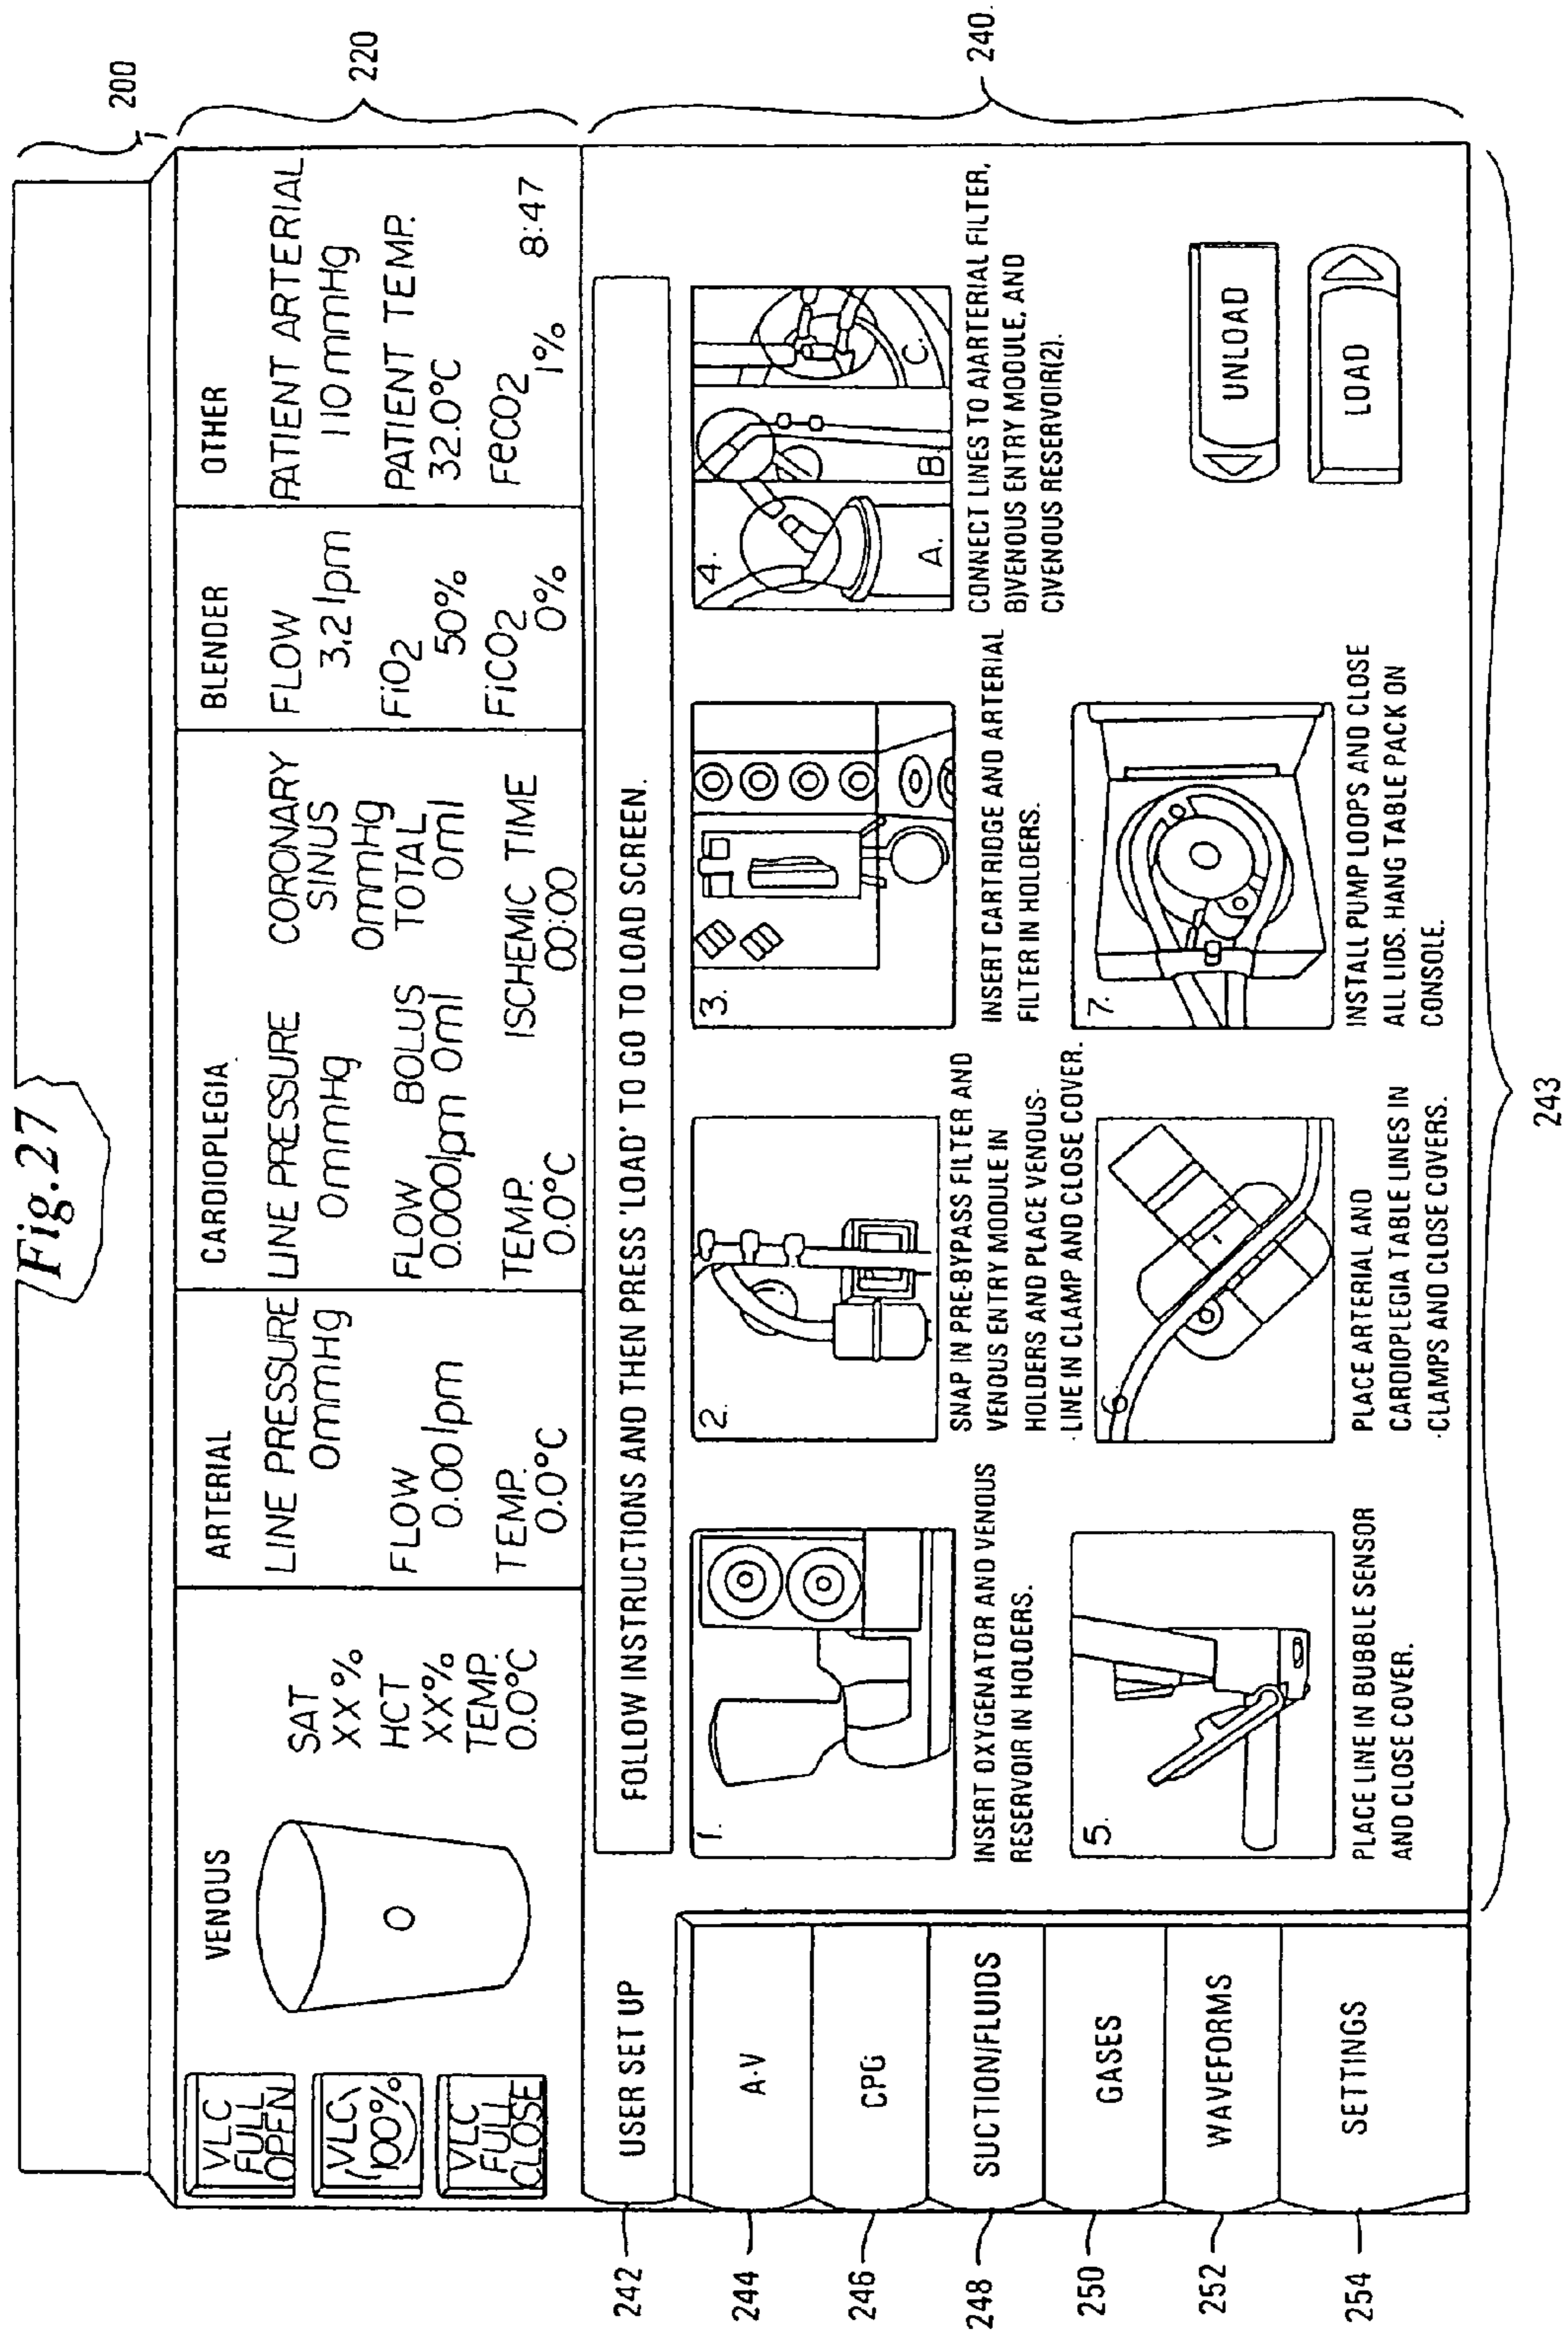 Fig.27
200
220
240
VLC
FULL
OPEN
VLC
100%
VLC
FULL
CLOSE
VENOUS
0
SAT
XX%
HCT
XX%
TEMP.
0.0°C
ARTERIAL
LINE PRESSURE
0mmHg
FLOW
0.00lpm
TEMP.
0.0°C
CARDIOPLEGIA
LINE PRESSURE
0mmHg
CORONARY
SINUS
0mmHg
FLOW
0.000lpm
BOLUS
0ml
TOTAL
0ml
TEMP.
0.0°C
ISCHEMIC TIME
00:00
BLENDER
FLOW
3.2lpm
FiO2
50%
FiCO2
0%
OTHER
PATIENT ARTERIAL
110mmHg
PATIENT TEMP.
32.0°C
FeCO2
1%
8:47
242
USER SET UP
244
A-V
246
CPG
248
SUCTION/FLUIDS
250
GASES
252
WAVEFORMS
254
SETTINGS
FOLLOW INSTRUCTIONS AND THEN PRESS 'LOAD' TO GO TO LOAD SCREEN.
1.
INSERT OXYGENATOR AND VENOUS
RESERVOIR IN HOLDERS.
2.
SNAP IN PRE-BYPASS FILTER AND
VENOUS ENTRY MODULE IN
HOLDERS AND PLACE VENOUS-
LINE IN CLAMP AND CLOSE COVER.
3.
INSERT CARTRIDGE AND ARTERIAL
FILTER IN HOLDERS.
4.
A.
B.
C.
CONNECT LINES TO A)ARTERIAL FILTER,
B)VENOUS ENTRY MODULE, AND
C)VENOUS RESERVOIR(2).
5.
PLACE LINE IN BUBBLE SENSOR
AND CLOSE COVER.
6
PLACE ARTERIAL AND
CARDIOPLEGIA TABLE LINES IN
CLAMPS AND CLOSE COVERS.
7.
INSTALL PUMP LOOPS AND CLOSE
ALL LIDS. HANG TABLE PACK ON
CONSOLE.
UNLOAD
LOAD
243